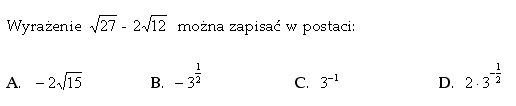 Wyrażenie √27 - 2√12 można zapisać w postaci:
A. −2√15 B. −3^(1/2) C. 3^(−1) D. 2·3^(−1/2)